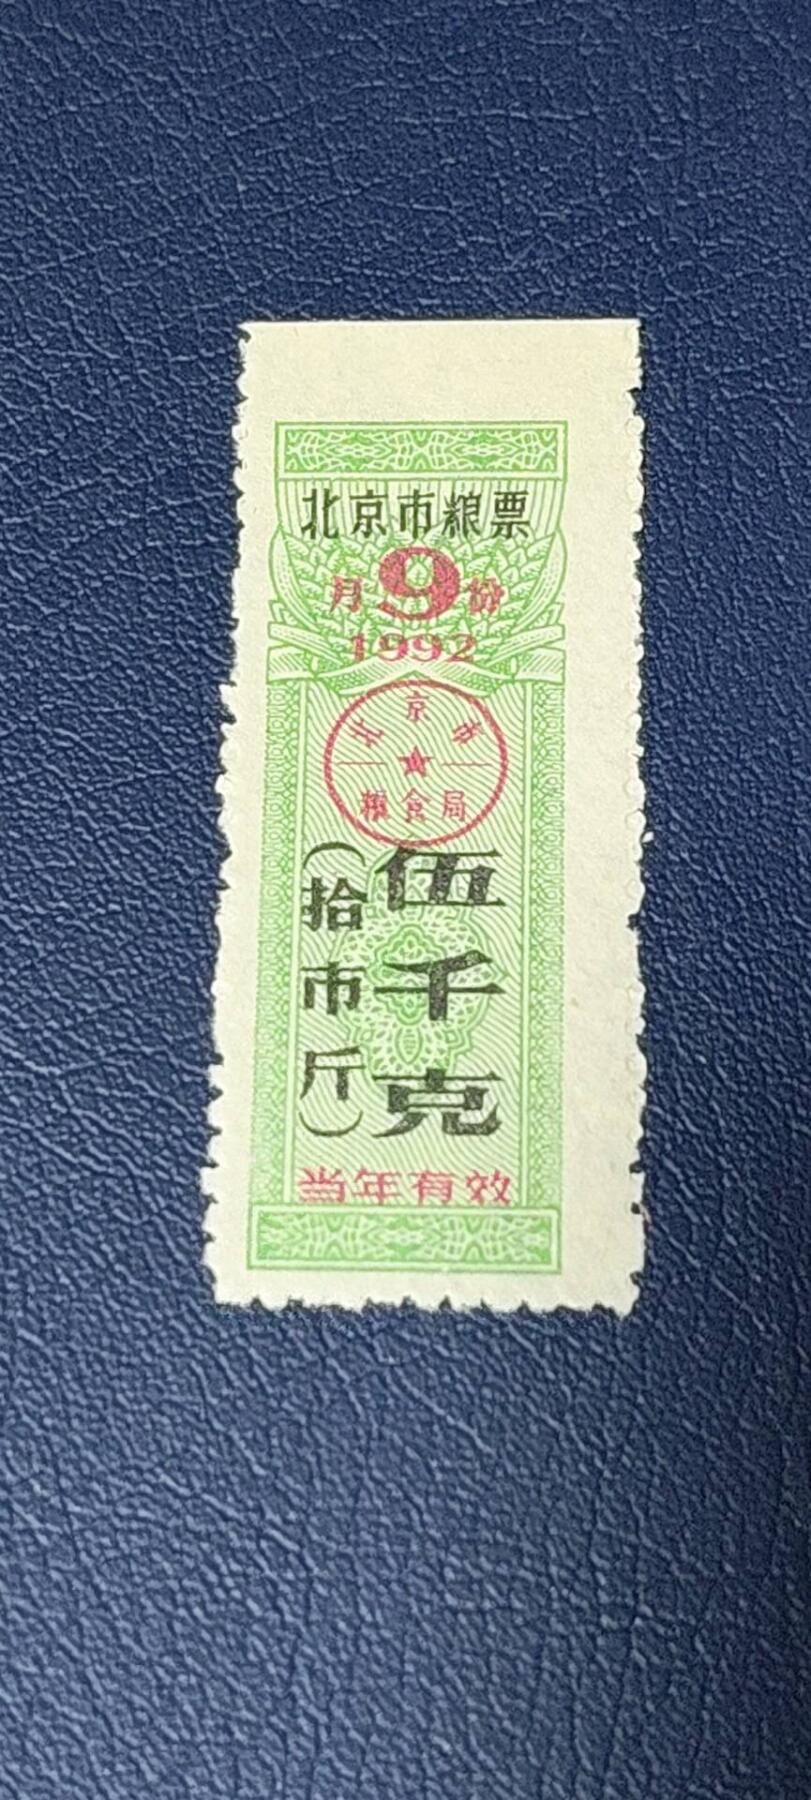 北京市粮票
月9份
1992
北京市
粮食局
伍千克
(拾市斤)
当年有效